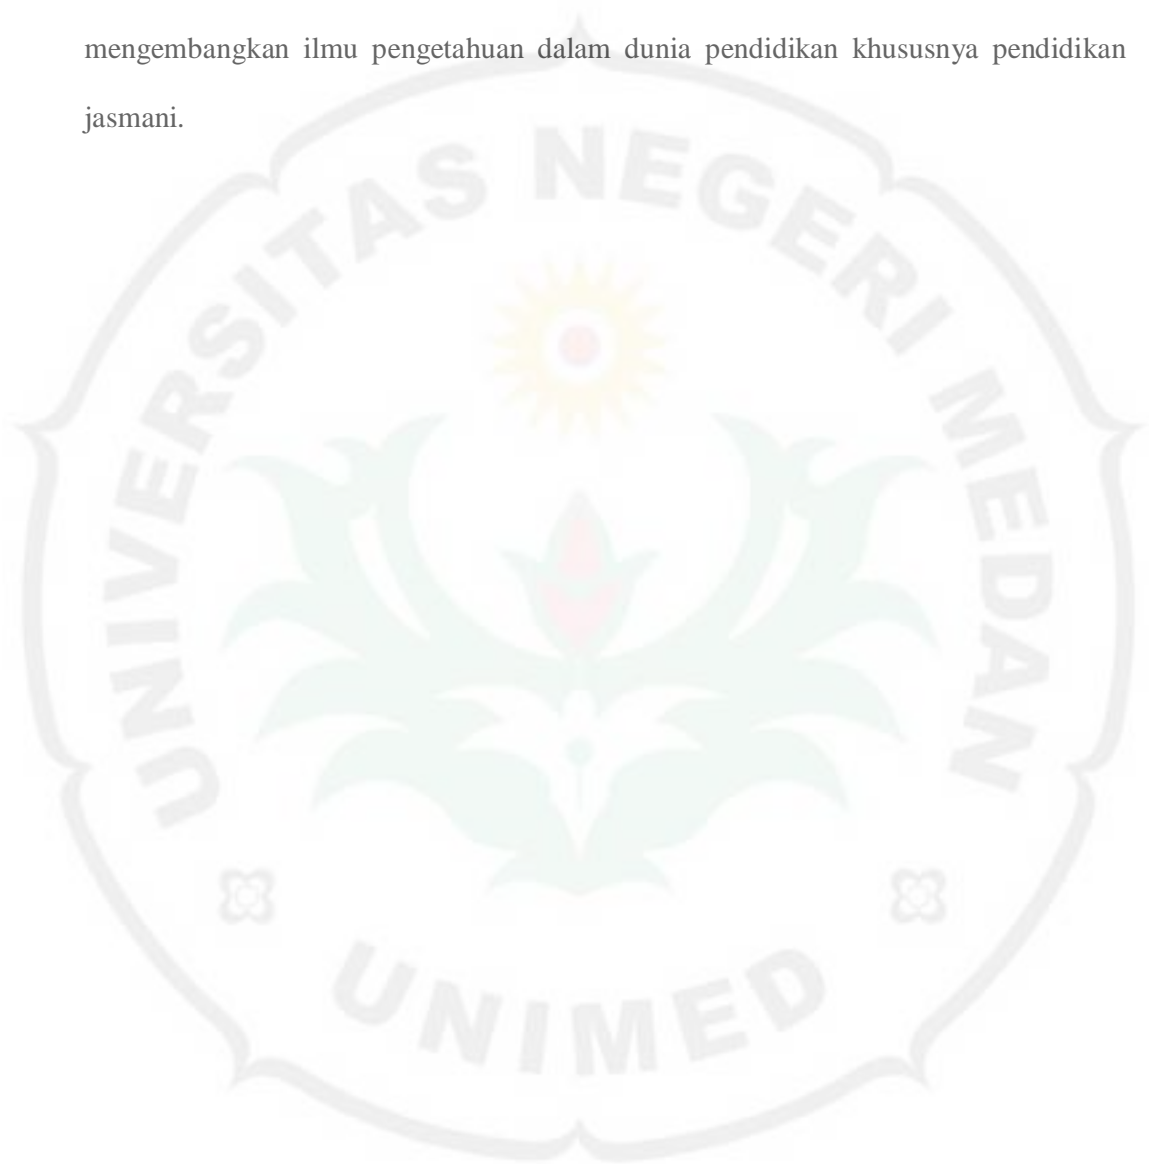 mengembangkan ilmu pengetahuan dalam dunia pendidikan khususnya pendidikan
jasmani.
UNIVERSITAS NEGERI MEDAN
UNIMED